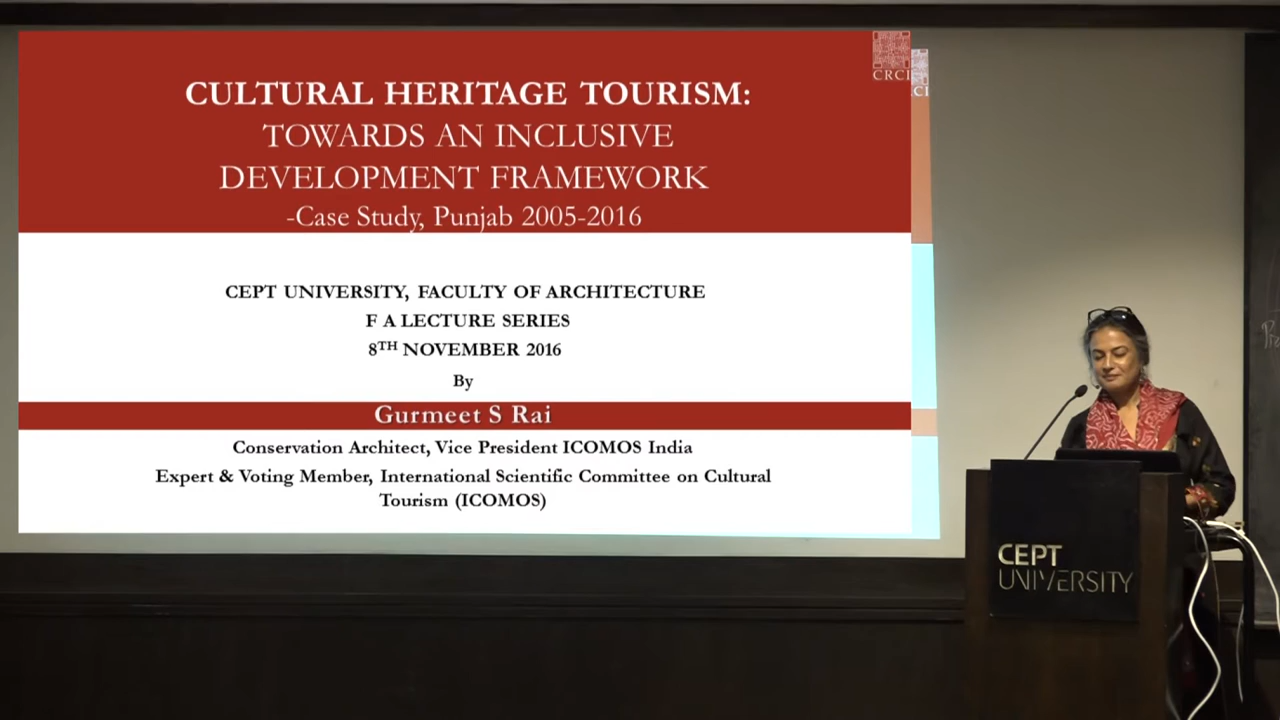 CRCI
CI
CULTURAL HERITAGE TOURISM:
TOWARDS AN INCLUSIVE
DEVELOPMENT FRAMEWORK
-Case Study, Punjab 2005-2016
CEPT UNIVERSITY, FACULTY OF ARCHITECTURE
F A LECTURE SERIES
8TH NOVEMBER 2016
By
Gurmeet S Rai
Conservation Architect, Vice President ICOMOS India
Expert & Voting Member, International Scientific Committee on Cultural
Tourism (ICOMOS)
CEPT
UNIVERSITY